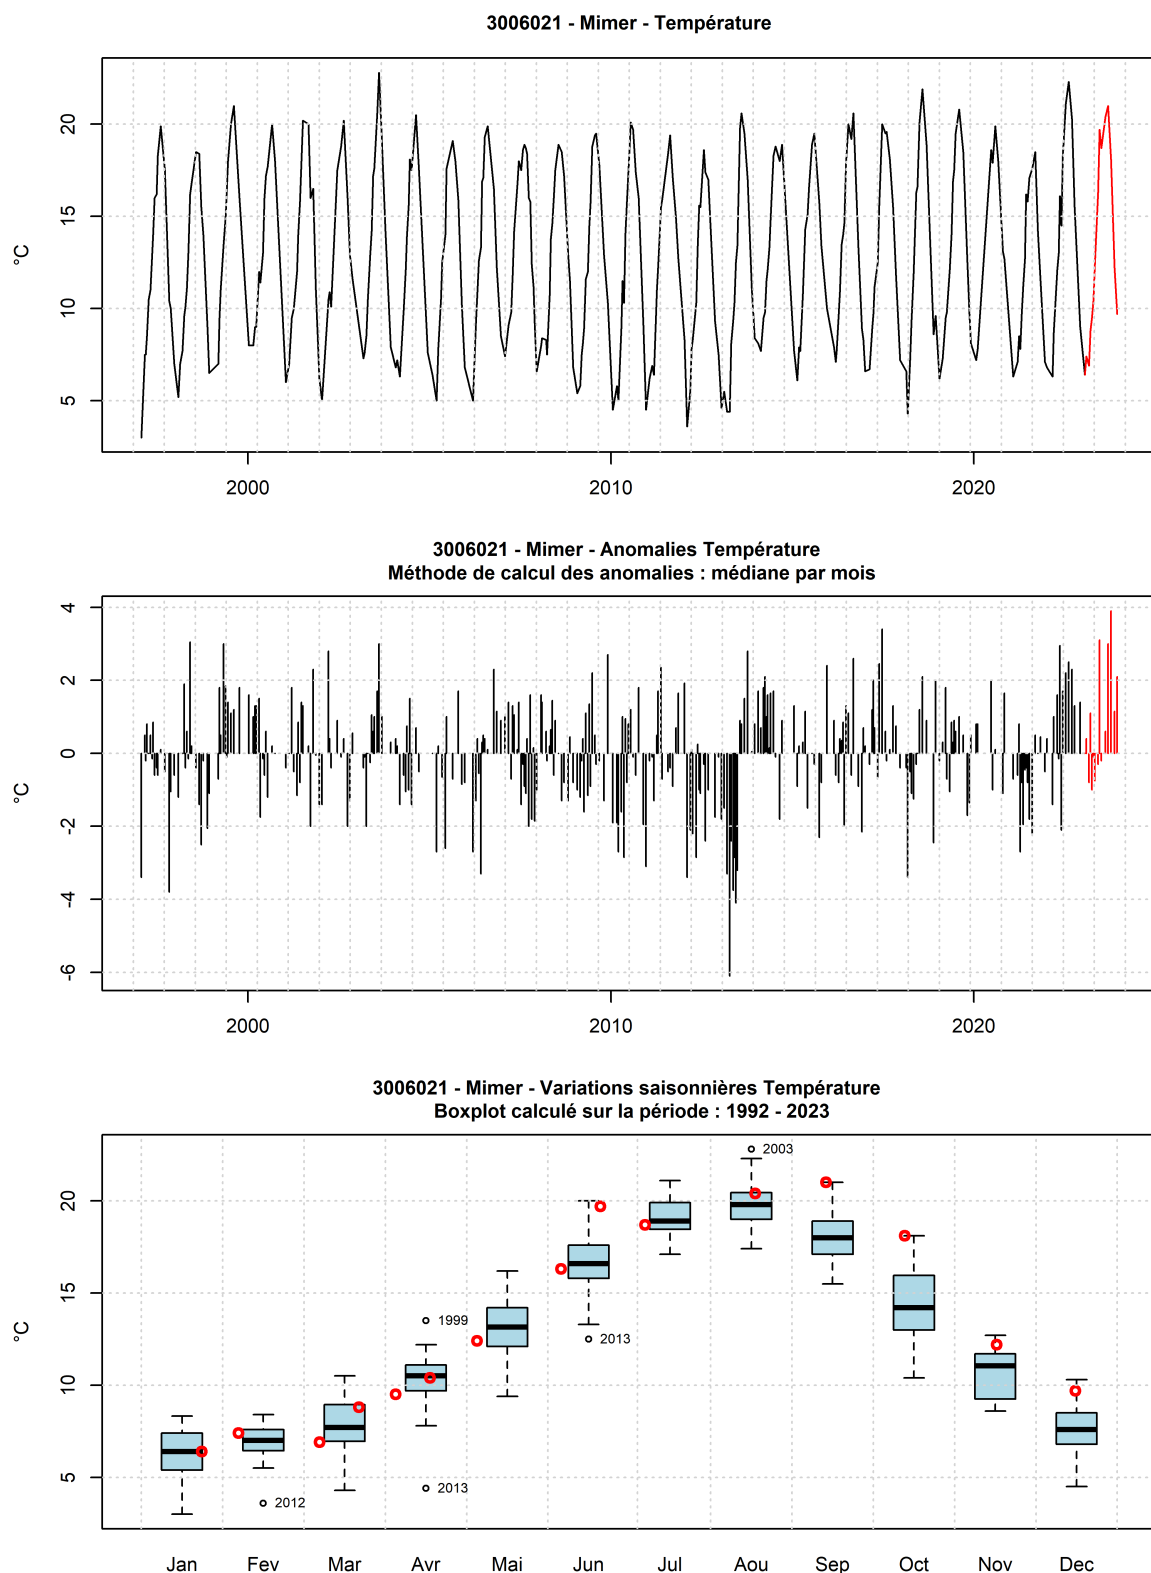 3006021 - Mimer - Température
°C
20
15
10
5
2000 2010 2020
3006021 - Mimer - Anomalies Température
Méthode de calcul des anomalies : médiane par mois
°C
4
2
0
-2
-4
-6
2000 2010 2020
3006021 - Mimer - Variations saisonnières Température
Boxplot calculé sur la période : 1992 - 2023
°C
20
15
10
5
2003
1999
2013
2013
2012
Jan Fev Mar Avr Mai Jun Jul Aou Sep Oct Nov Dec